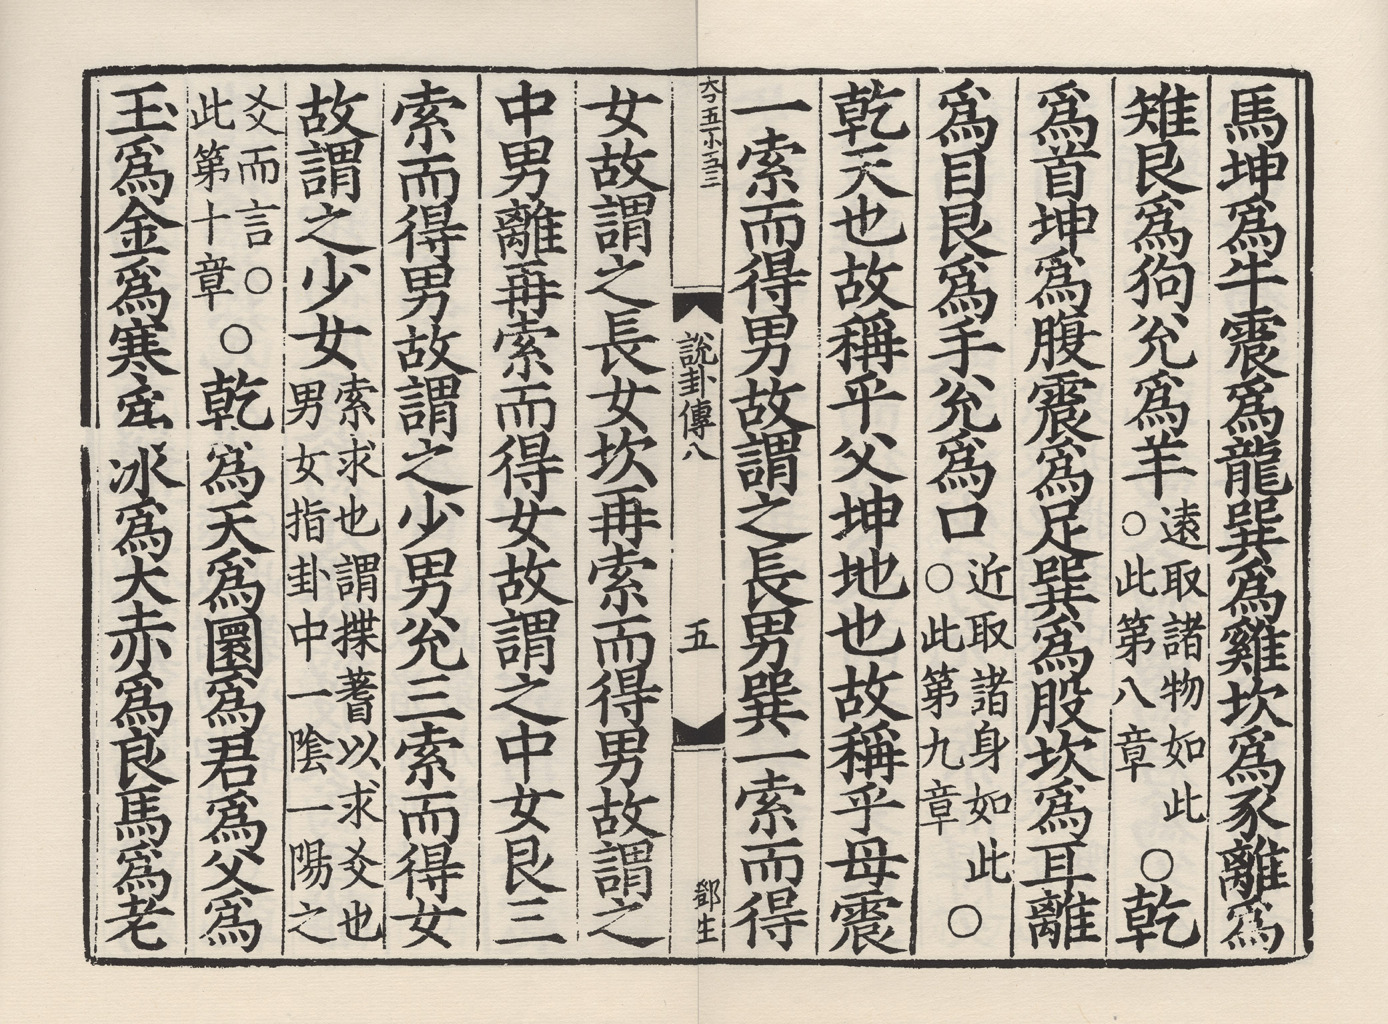 馬坤爲牛震爲龍巽爲雞坎爲豕離爲
雉艮爲狗兊爲羊遠取諸物如此○此第八章○乾
爲首坤爲腹震爲足巽爲股坎爲耳離
爲目艮爲手兊爲口近取諸身如此○此第九章○
乾天也故稱乎父坤地也故稱乎母震
一索而得男故謂之長男巽一索而得
說卦傳八
五
女故謂之長女坎再索而得男故謂之
中男離再索而得女故謂之中女艮三
索而得男故謂之少男兊三索而得女
故謂之少女索求也謂揲蓍以求爻也男女指卦中一陰一陽之
爻而言○此第十章○乾爲天爲圜爲君爲父爲
玉爲金爲寒爲冰爲大赤爲良馬爲老